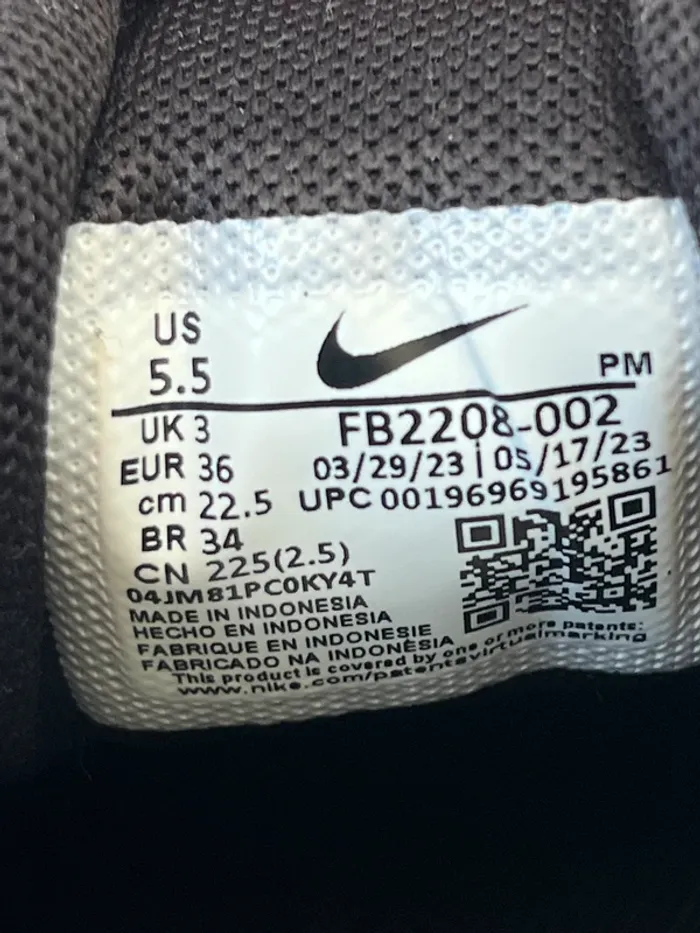 US
5.5
PM
UK 3
FB2208-002
EUR 36
03/29/23 | 05/17/23
cm 22.5
UPC 00196969195861
BR 34
CN 225(2.5)
04JM81PC0KY4T
MADE IN INDONESIA
HECHO EN INDONESIA
FABRIQUE EN INDONESIE
FABRICADO NA INDONÉSIA
This product is covered by one or more patents:
www.nike.com/patentsvirtualmarking